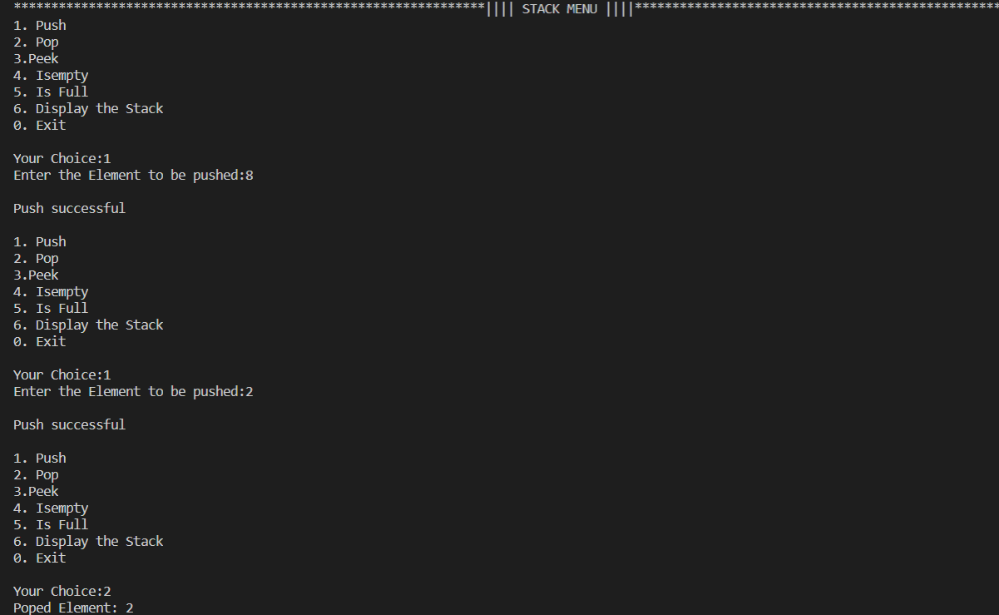 ***************************************************************|||| STACK MENU ||||*************************************************
1. Push
2. Pop
3.Peek
4. Isempty
5. Is Full
6. Display the Stack
0. Exit
Your Choice:1
Enter the Element to be pushed:8
Push successful
1. Push
2. Pop
3.Peek
4. Isempty
5. Is Full
6. Display the Stack
0. Exit
Your Choice:1
Enter the Element to be pushed:2
Push successful
1. Push
2. Pop
3.Peek
4. Isempty
5. Is Full
6. Display the Stack
0. Exit
Your Choice:2
Poped Element: 2